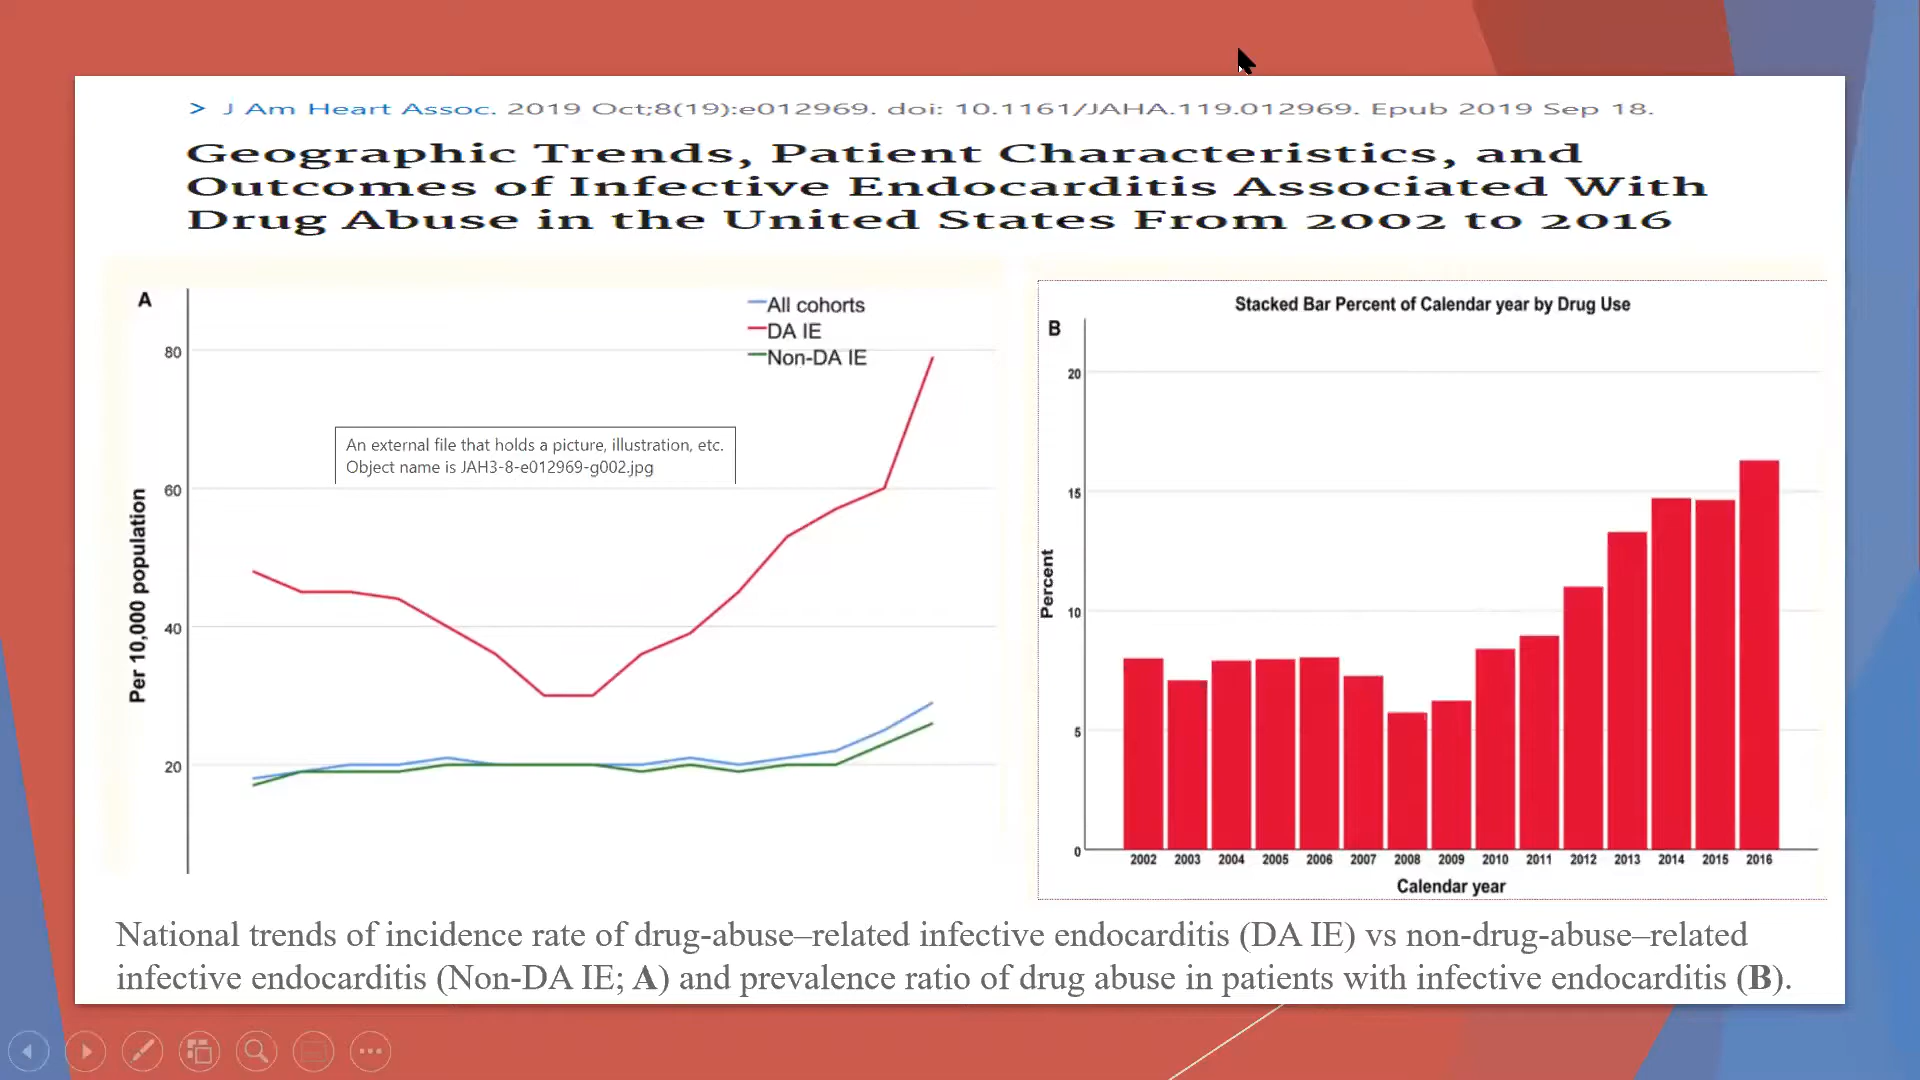 > J Am Heart Assoc. 2019 Oct;8(19):e012969. doi: 10.1161/JAHA.119.012969. Epub 2019 Sep 18.
Geographic Trends, Patient Characteristics, and
Outcomes of Infective Endocarditis Associated With
Drug Abuse in the United States From 2002 to 2016
A
All cohorts
DA IE
Non-DA IE
80
60
40
20
Per 10,000 population
An external file that holds a picture, illustration, etc.
Object name is JAH3-8-e012969-g002.jpg
Stacked Bar Percent of Calendar year by Drug Use
B
20
15
10
5
0
Percent
2002 2003 2004 2005 2006 2007 2008 2009 2010 2011 2012 2013 2014 2015 2016
Calendar year
National trends of incidence rate of drug-abuse–related infective endocarditis (DA IE) vs non-drug-abuse–related
infective endocarditis (Non-DA IE; A) and prevalence ratio of drug abuse in patients with infective endocarditis (B).